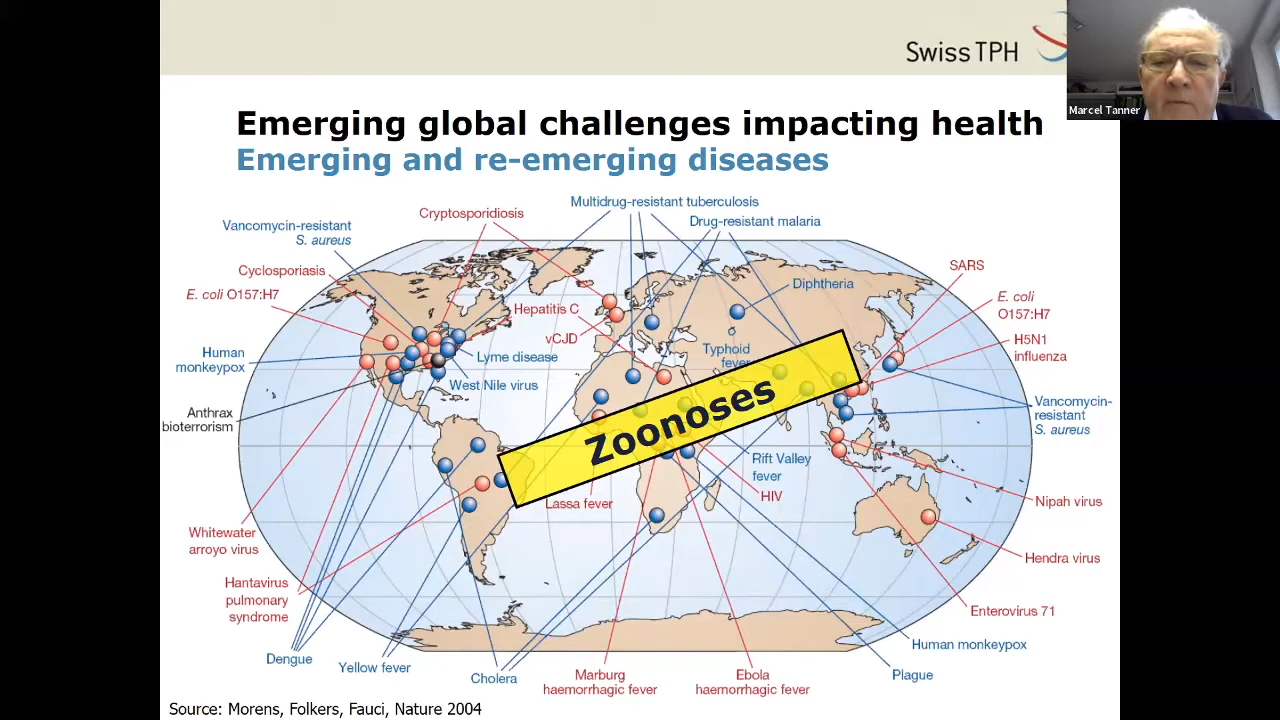 Swiss TPH
Marcel Tanner
Emerging global challenges impacting health
Emerging and re-emerging diseases
Multidrug-resistant tuberculosis
Cryptosporidiosis
Drug-resistant malaria
Vancomycin-resistant
S. aureus
Cyclosporiasis
SARS
E. coli O157:H7
Diphtheria
E. coli
O157:H7
Hepatitis C
vCJD
H5N1
influenza
Human
monkeypox
Lyme disease
Typhoid
fever
West Nile virus
Zoonoses
Anthrax
bioterrorism
Vancomycin-
resistant
S. aureus
Rift Valley
fever
HIV
Lassa fever
Nipah virus
Whitewater
arroyo virus
Hendra virus
Hantavirus
pulmonary
syndrome
Enterovirus 71
Dengue
Yellow fever
Cholera
Marburg
haemorrhagic fever
Ebola
haemorrhagic fever
Human monkeypox
Plague
Source: Morens, Folkers, Fauci, Nature 2004